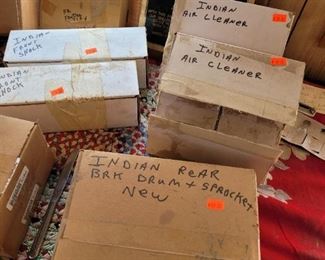 INDIAN
AIR CLEANER
INDIAN
AIR CLEANER
INDIAN
FRONT
SHOCK
INDIAN
FRONT
SHOCK
INDIAN REAR
BRK DRUM + SPROCKET
NEW